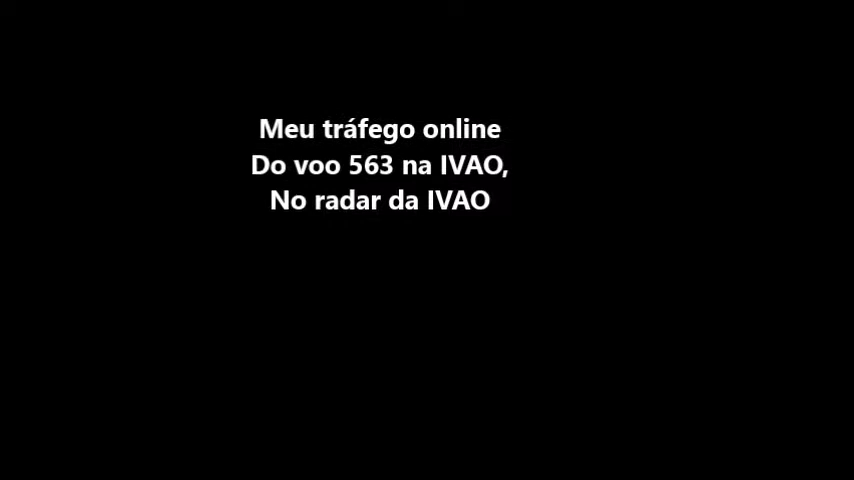 Meu tráfego online
Do voo 563 na IVAO,
No radar da IVAO